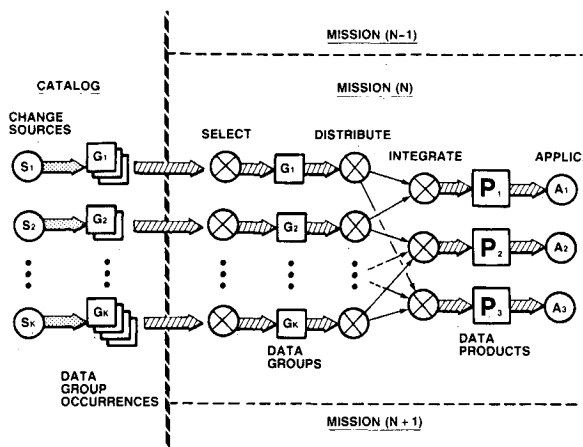 MISSION (N-1)
CATALOG
MISSION (N)
CHANGE
SOURCES
SELECT
DISTRIBUTE
INTEGRATE
APPLIC
S1
G1
G1
P1
A1
S2
G2
G2
P2
A2
SK
GK
GK
P3
A3
DATA
GROUPS
DATA
PRODUCTS
DATA
GROUP
OCCURRENCES
MISSION (N + 1)